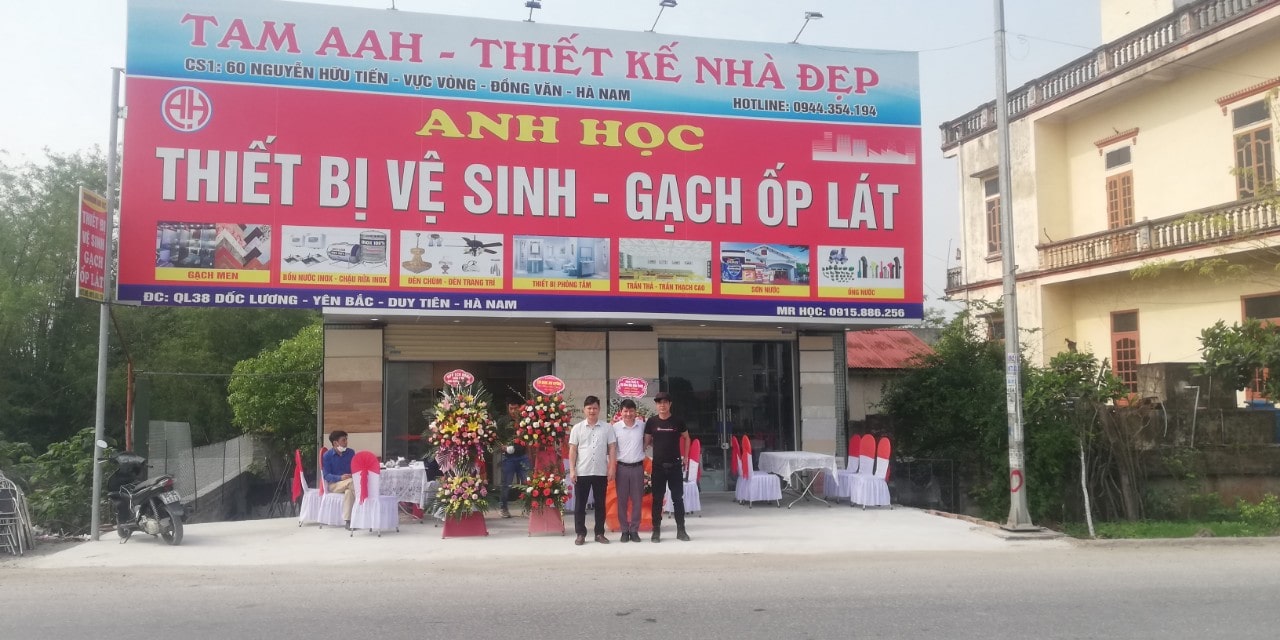 TAM AAH - THIẾT KẾ NHÀ ĐẸP
CS1: 60 NGUYỄN HỮU TIẾN - VỰC VÒNG - ĐỒNG VĂN - HÀ NAM
HOTLINE: 0944.354.194
AH
ANH HỌC
THIẾT BỊ VỆ SINH - GẠCH ỐP LÁT
GẠCH MEN
BỒN NƯỚC INOX - CHẬU RỬA INOX
ĐÈN CHÙM - ĐÈN TRANG TRÍ
THIẾT BỊ PHÒNG TẮM
TRẦN THẢ - TRẦN THẠCH CAO
SƠN NƯỚC
ỐNG NƯỚC
ĐC: QL38 DỐC LƯƠNG - YÊN BẮC - DUY TIÊN - HÀ NAM
MR HỌC: 0915.886.256
THIẾT BỊ
VỆ SINH
GẠCH
ỐP LÁT